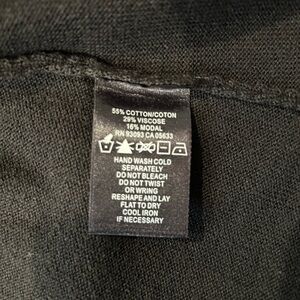 55% COTTON/COTON
29% VISCOSE
16% MODAL
RN 93093 CA 05633
HAND WASH COLD
SEPARATELY
DO NOT BLEACH
DO NOT TWIST
OR WRING
RESHAPE AND LAY
FLAT TO DRY
COOL IRON
IF NECESSARY